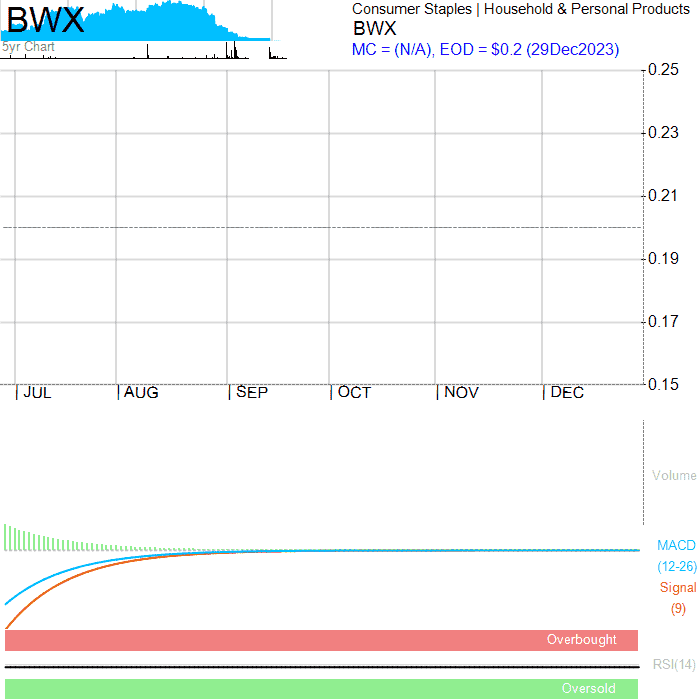 BWX
5yr Chart
Consumer Staples | Household & Personal Products
BWX
MC = (N/A), EOD = $0.2 (29Dec2023)
0.25
0.23
0.21
0.19
0.17
0.15
| JUL | AUG | SEP | OCT | NOV | DEC
Volume
MACD
(12-26)
Signal
(9)
Overbought
RSI(14)
Oversold